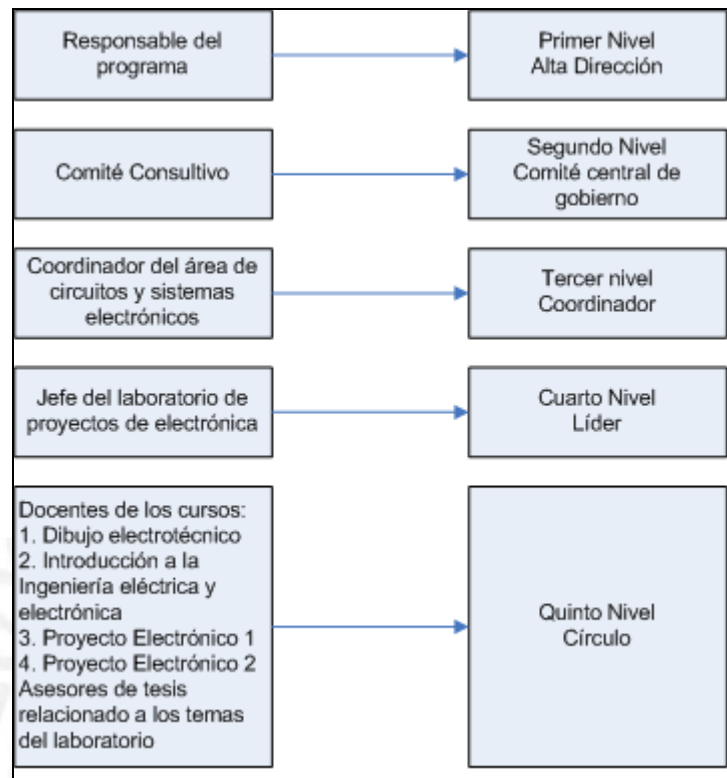 Responsable del
programa
Primer Nivel
Alta Dirección
Comité Consultivo
Segundo Nivel
Comité central de
gobierno
Coordinador del área de
circuitos y sistemas
electrónicos
Tercer nivel
Coordinador
Jefe del laboratorio de
proyectos de electrónica
Cuarto Nivel
Líder
Docentes de los cursos:
1. Dibujo electrotécnico
2. Introducción a la
Ingeniería eléctrica y
electrónica
3. Proyecto Electrónico 1
4. Proyecto Electrónico 2
Asesores de tesis
relacionado a los temas
del laboratorio
Quinto Nivel
Círculo